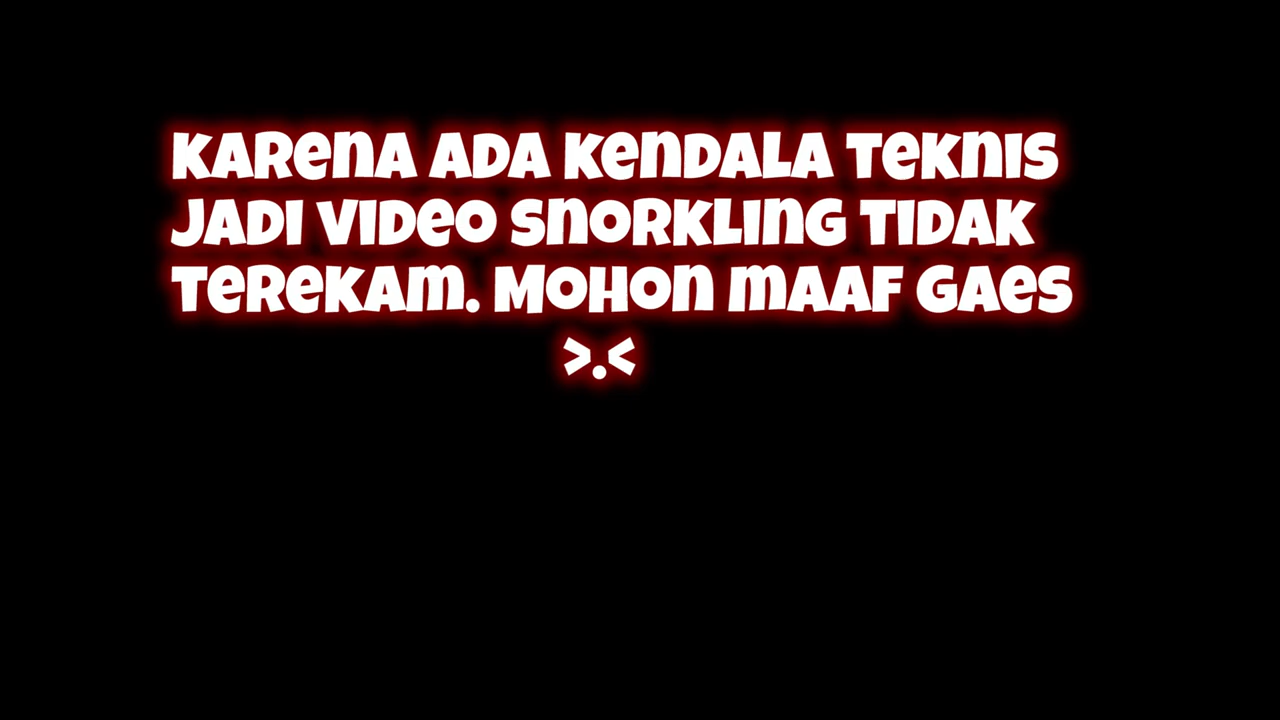 Karena ada kendala teknis
jadi video snorkling tidak
terekam. Mohon maaf gaes
>.<